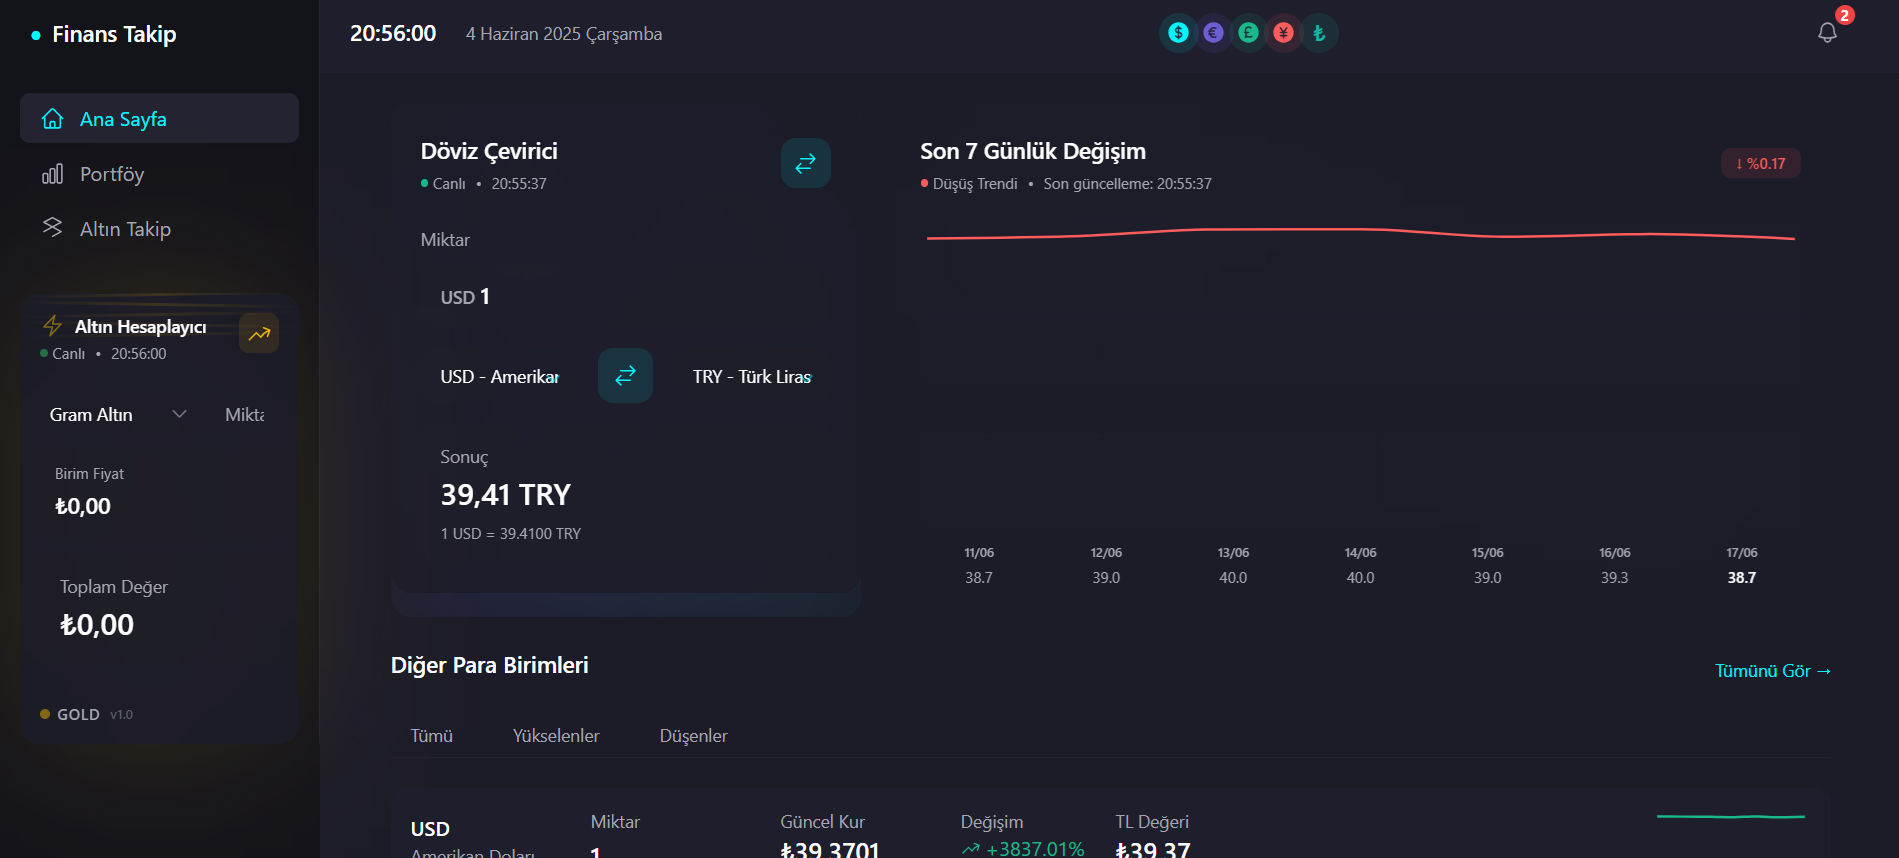 Finans Takip
Ana Sayfa
Portföy
Altın Takip
Altın Hesaplayıcı
Canlı • 20:56:00
Gram Altın
Birim Fiyat
₺0,00
Toplam Değer
₺0,00
GOLD v1.0
20:56:00 4 Haziran 2025 Çarşamba
$ € £ ¥ ₺
2
Döviz Çevirici
Canlı • 20:55:37
Miktar
USD 1
USD - Amerikan
TRY - Türk Liras
Sonuç
39,41 TRY
1 USD = 39.4100 TRY
Son 7 Günlük Değişim
Düşüş Trendi • Son güncelleme: 20:55:37
↓ %0.17
11/06 12/06 13/06 14/06 15/06 16/06 17/06
38.7 39.0 40.0 40.0 39.0 39.3 38.7
Diğer Para Birimleri
Tümünü Gör →
Tümü Yükselenler Düşenler
USD
Amerikan Doları
Miktar
1
Güncel Kur
₺39,3701
Değişim
+3837.01%
TL Değeri
₺39,37